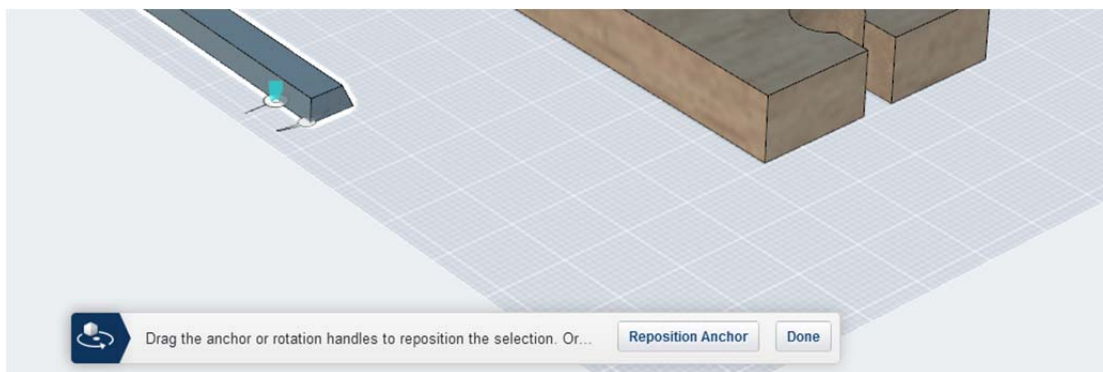 Drag the anchor or rotation handles to reposition the selection. Or...
Reposition Anchor
Done